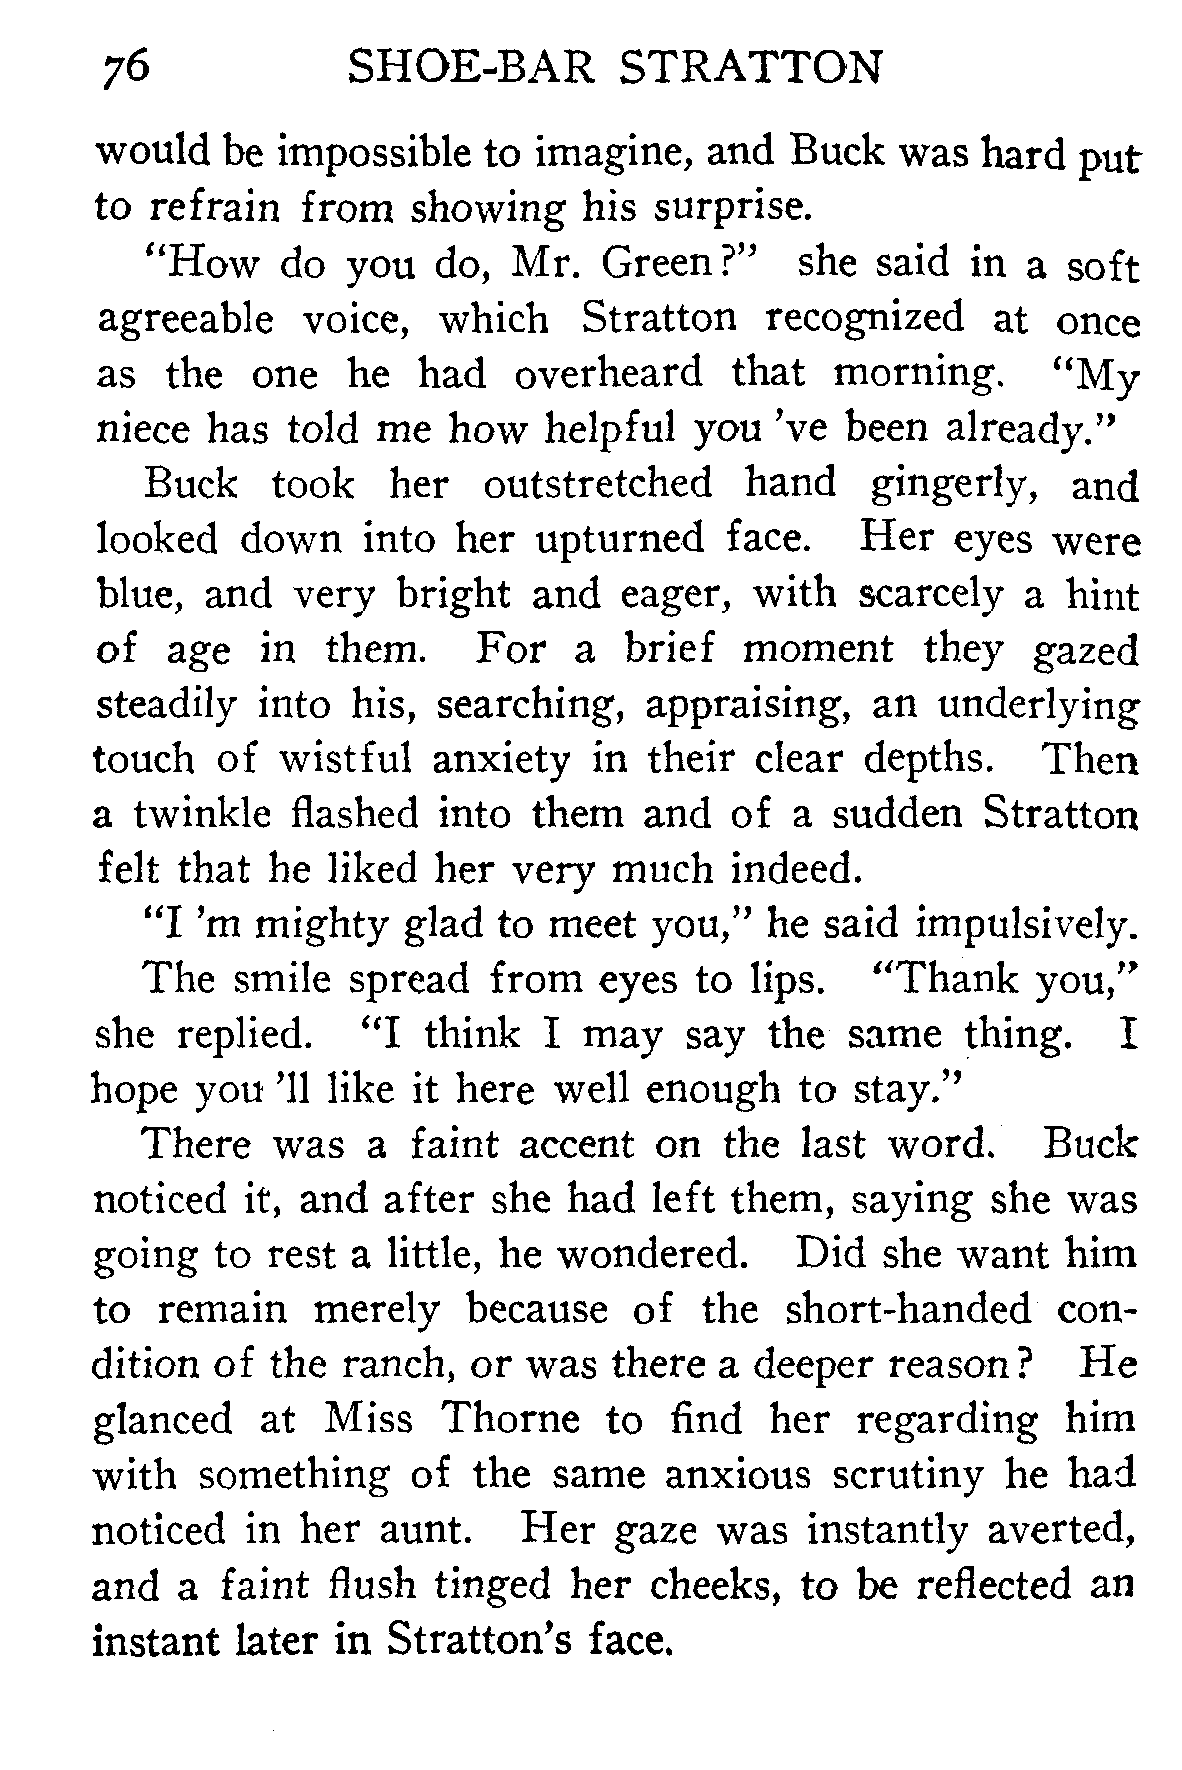 76 SHOE-BAR STRATTON
would be impossible to imagine, and Buck was hard put
to refrain from showing his surprise.
"How do you do, Mr. Green?" she said in a soft
agreeable voice, which Stratton recognized at once
as the one he had overheard that morning. "My
niece has told me how helpful you 've been already."
Buck took her outstretched hand gingerly, and
looked down into her upturned face. Her eyes were
blue, and very bright and eager, with scarcely a hint
of age in them. For a brief moment they gazed
steadily into his, searching, appraising, an underlying
touch of wistful anxiety in their clear depths. Then
a twinkle flashed into them and of a sudden Stratton
felt that he liked her very much indeed.
"I 'm mighty glad to meet you," he said impulsively.
The smile spread from eyes to lips. "Thank you,"
she replied. "I think I may say the same thing. I
hope you 'll like it here well enough to stay."
There was a faint accent on the last word. Buck
noticed it, and after she had left them, saying she was
going to rest a little, he wondered. Did she want him
to remain merely because of the short-handed con-
dition of the ranch, or was there a deeper reason? He
glanced at Miss Thorne to find her regarding him
with something of the same anxious scrutiny he had
noticed in her aunt. Her gaze was instantly averted,
and a faint flush tinged her cheeks, to be reflected an
instant later in Stratton's face.